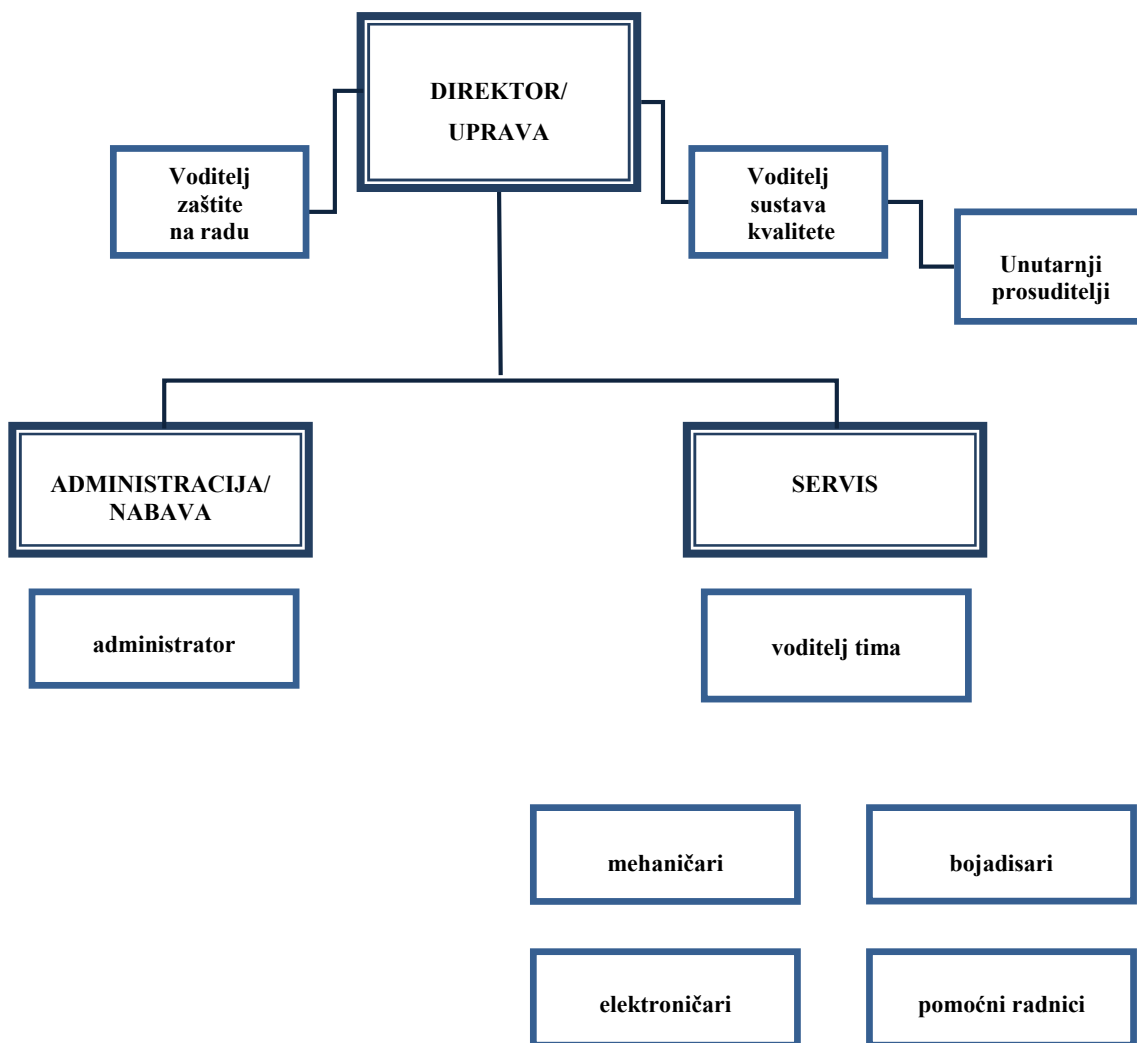 DIREKTOR/
UPRAVA
Voditelj
zaštite
na radu
Voditelj
sustava
kvalitete
Unutarnji
prosuditelji
ADMINISTRACIJA/
NABAVA
SERVIS
administrator
voditelj tima
mehaničari
bojadisari
elektroničari
pomoćni radnici